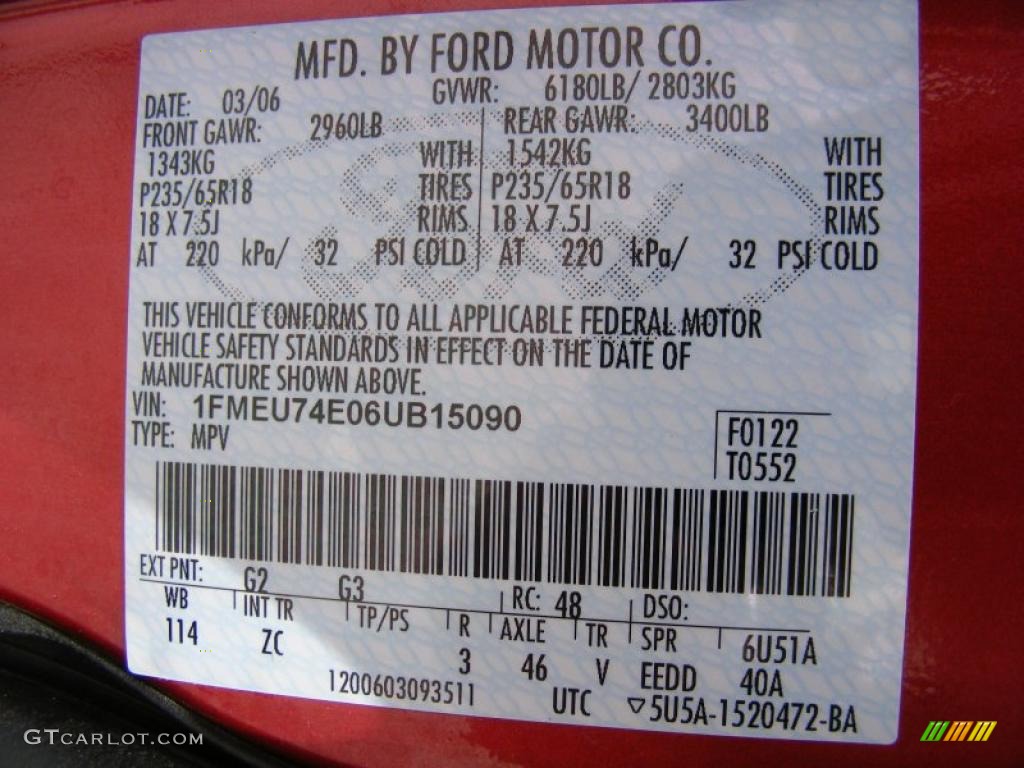 MFD. BY FORD MOTOR CO.
DATE: 03/06 GVWR: 6180LB/ 2803KG
FRONT GAWR: 2960LB REAR GAWR: 3400LB
1343KG WITH 1542KG WITH
P235/65R18 TIRES P235/65R18 TIRES
18 X 7.5J RIMS 18 X 7.5J RIMS
AT 220 kPa/ 32 PSI COLD AT 220 kPa/ 32 PSI COLD
THIS VEHICLE CONFORMS TO ALL APPLICABLE FEDERAL MOTOR
VEHICLE SAFETY STANDARDS IN EFFECT ON THE DATE OF
MANUFACTURE SHOWN ABOVE.
VIN: 1FMEU74E06UB15090
TYPE: MPV
F0122
T0552
EXT PNT: G2 G3 RC: 48 DSO:
WB INT TR TP/PS R AXLE TR SPR 6U51A
114 ZC 3 46 V EEDD 40A
1200603093511 UTC ▽5U5A-1520472-BA
GTCARLOT.COM